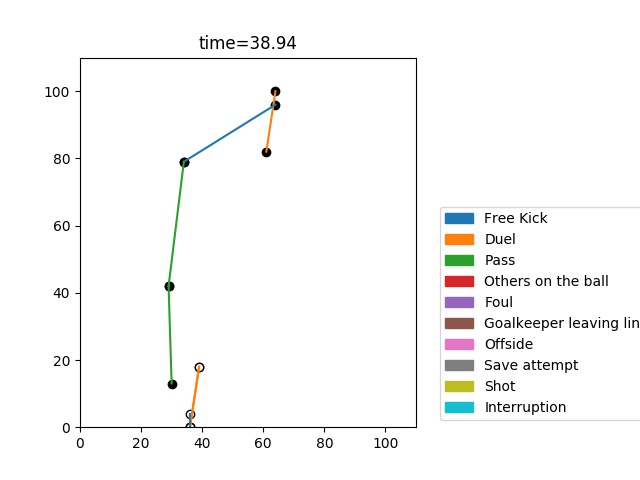 time=38.94
100
80
60
40
20
0
0 20 40 60 80 100
Free Kick
Duel
Pass
Others on the ball
Foul
Goalkeeper leaving lin
Offside
Save attempt
Shot
Interruption